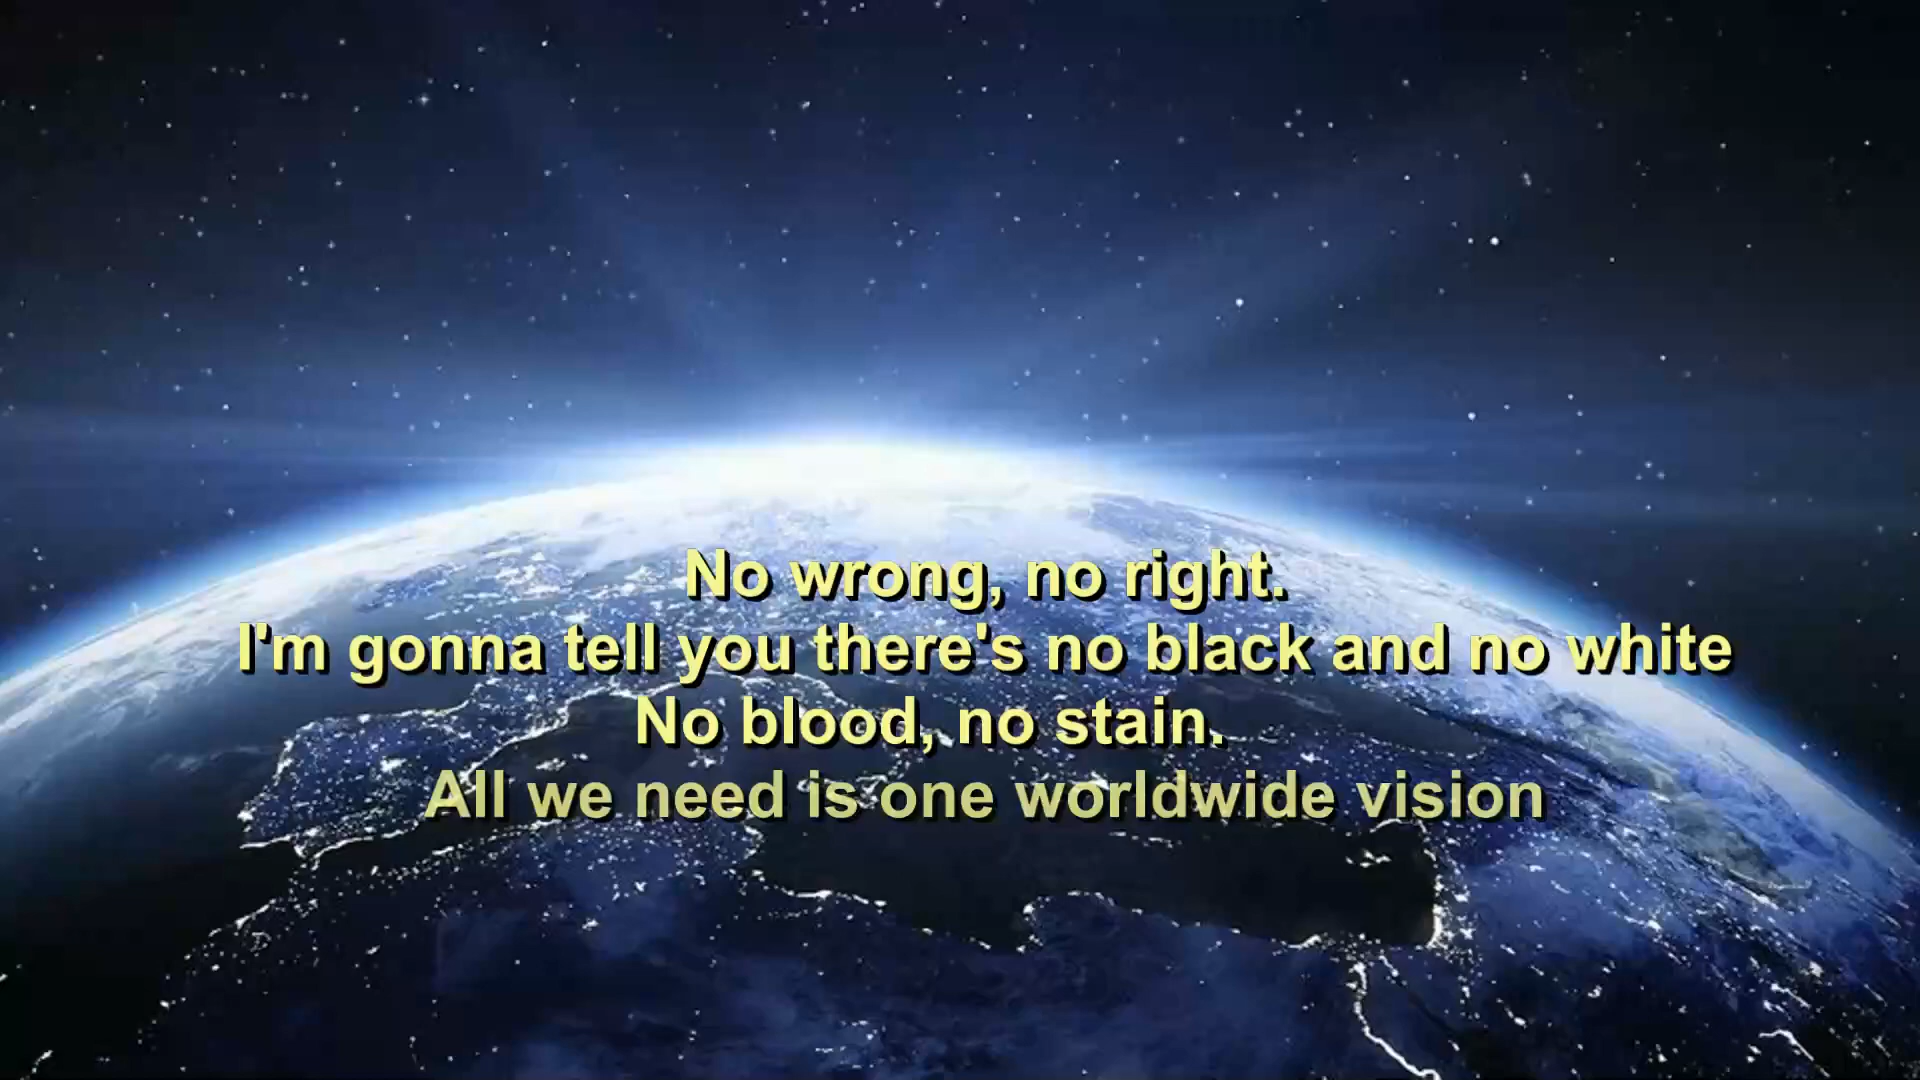 No wrong, no right.
I'm gonna tell you there's no black and no white
No blood, no stain.
All we need is one worldwide vision